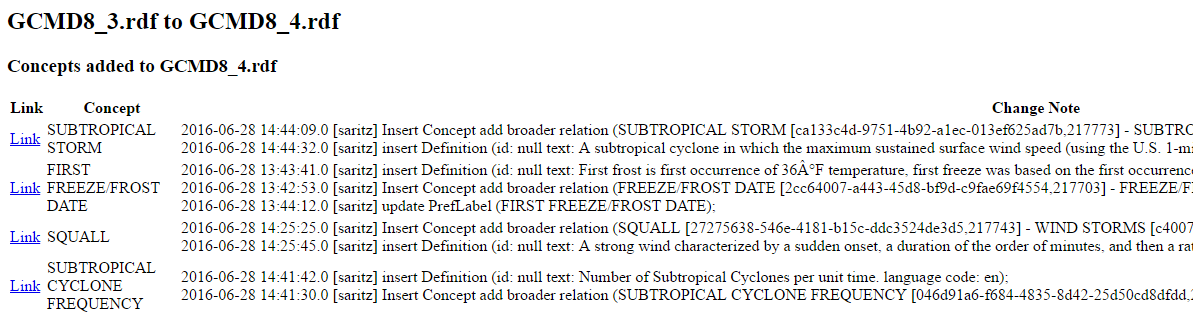 GCMD8_3.rdf to GCMD8_4.rdf
Concepts added to GCMD8_4.rdf
Link Concept Change Note
Link SUBTROPICAL STORM 2016-06-28 14:44:09.0 [saritz] Insert Concept add broader relation (SUBTROPICAL STORM [ca133c4d-9751-4b92-a1ec-013ef625ad7b,217773] - SUBTRO
2016-06-28 14:44:32.0 [saritz] insert Definition (id: null text: A subtropical cyclone in which the maximum sustained surface wind speed (using the U.S. 1-mi
Link FIRST FREEZE/FROST DATE 2016-06-28 13:43:41.0 [saritz] insert Definition (id: null text: First frost is first occurrence of 36Â°F temperature, first freeze was based on the first occurrence
2016-06-28 13:42:53.0 [saritz] Insert Concept add broader relation (FREEZE/FROST DATE [2cc64007-a443-45d8-bf9d-c9fae69f4554,217703] - FREEZE/F
2016-06-28 13:44:12.0 [saritz] update PrefLabel (FIRST FREEZE/FROST DATE);
Link SQUALL 2016-06-28 14:25:25.0 [saritz] Insert Concept add broader relation (SQUALL [27275638-546e-4181-b15c-ddc3524de3d5,217743] - WIND STORMS [c4007
2016-06-28 14:25:45.0 [saritz] insert Definition (id: null text: A strong wind characterized by a sudden onset, a duration of the order of minutes, and then a rat
Link SUBTROPICAL CYCLONE FREQUENCY 2016-06-28 14:41:42.0 [saritz] insert Definition (id: null text: Number of Subtropical Cyclones per unit time. language code: en);
2016-06-28 14:41:30.0 [saritz] Insert Concept add broader relation (SUBTROPICAL CYCLONE FREQUENCY [046d91a6-f684-4835-8d42-25d50cd8dfdd,2